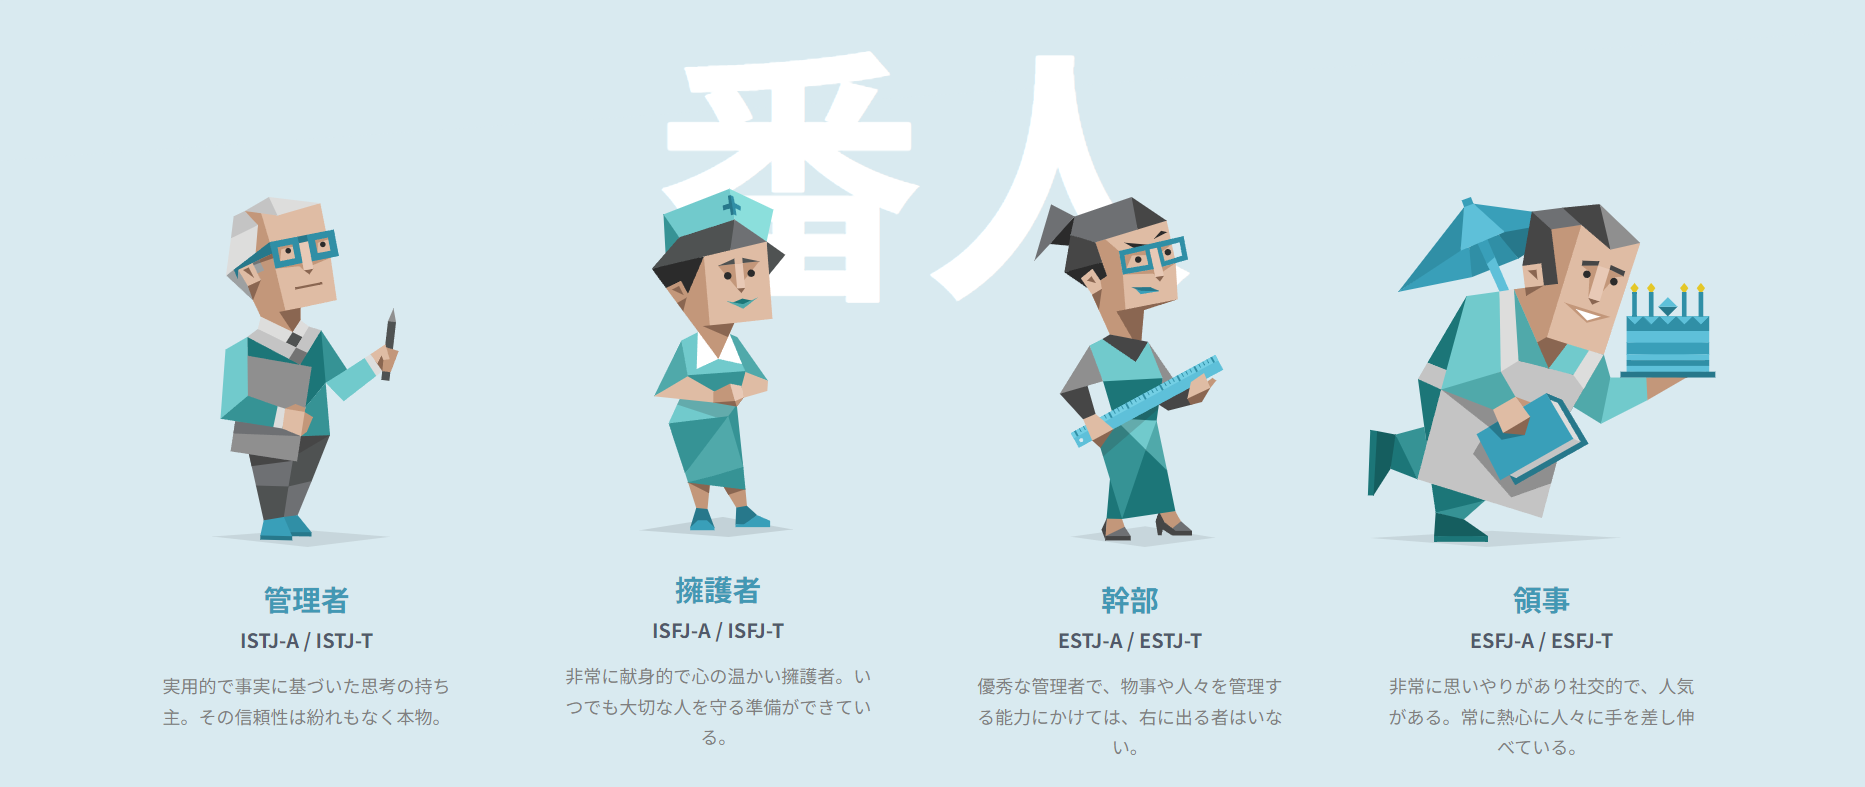 番人
管理者
ISTJ-A / ISTJ-T
実用的で事実に基づいた思考の持ち
主。その信頼性は紛れもなく本物。
擁護者
ISFJ-A / ISFJ-T
非常に献身的で心の温かい擁護者。い
つでも大切な人を守る準備ができてい
る。
幹部
ESTJ-A / ESTJ-T
優秀な管理者で、物事や人々を管理す
る能力にかけては、右に出る者はいな
い。
領事
ESFJ-A / ESFJ-T
非常に思いやりがあり社交的で、人気
がある。常に熱心に人々に手を差し伸
べている。